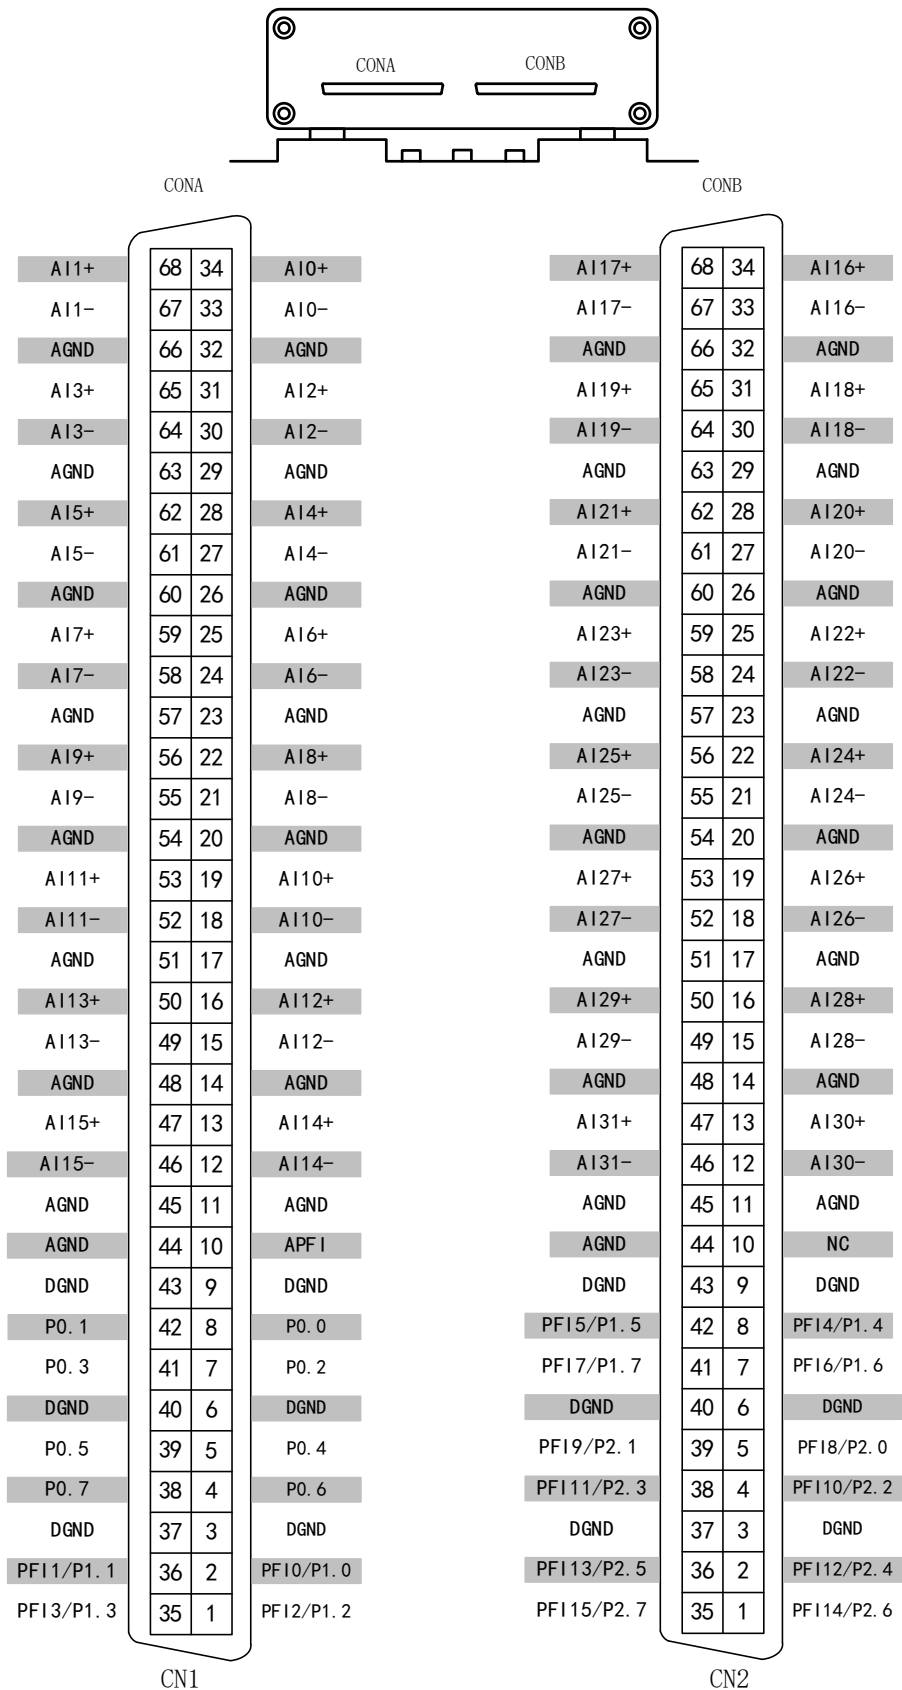 CONA CONB
CONA CONB
AI1+ 68 34 AI0+ AI17+ 68 34 AI16+
AI1- 67 33 AI0- AI17- 67 33 AI16-
AGND 66 32 AGND AGND 66 32 AGND
AI3+ 65 31 AI2+ AI19+ 65 31 AI18+
AI3- 64 30 AI2- AI19- 64 30 AI18-
AGND 63 29 AGND AGND 63 29 AGND
AI5+ 62 28 AI4+ AI21+ 62 28 AI20+
AI5- 61 27 AI4- AI21- 61 27 AI20-
AGND 60 26 AGND AGND 60 26 AGND
AI7+ 59 25 AI6+ AI23+ 59 25 AI22+
AI7- 58 24 AI6- AI23- 58 24 AI22-
AGND 57 23 AGND AGND 57 23 AGND
AI9+ 56 22 AI8+ AI25+ 56 22 AI24+
AI9- 55 21 AI8- AI25- 55 21 AI24-
AGND 54 20 AGND AGND 54 20 AGND
AI11+ 53 19 AI10+ AI27+ 53 19 AI26+
AI11- 52 18 AI10- AI27- 52 18 AI26-
AGND 51 17 AGND AGND 51 17 AGND
AI13+ 50 16 AI12+ AI29+ 50 16 AI28+
AI13- 49 15 AI12- AI29- 49 15 AI28-
AGND 48 14 AGND AGND 48 14 AGND
AI15+ 47 13 AI14+ AI31+ 47 13 AI30+
AI15- 46 12 AI14- AI31- 46 12 AI30-
AGND 45 11 AGND AGND 45 11 AGND
AGND 44 10 APFI AGND 44 10 NC
DGND 43 9 DGND DGND 43 9 DGND
P0.1 42 8 P0.0 PFI5/P1.5 42 8 PFI4/P1.4
P0.3 41 7 P0.2 PFI7/P1.7 41 7 PFI6/P1.6
DGND 40 6 DGND DGND 40 6 DGND
P0.5 39 5 P0.4 PFI9/P2.1 39 5 PFI8/P2.0
P0.7 38 4 P0.6 PFI11/P2.3 38 4 PFI10/P2.2
DGND 37 3 DGND DGND 37 3 DGND
PFI1/P1.1 36 2 PFI0/P1.0 PFI13/P2.5 36 2 PFI12/P2.4
PFI3/P1.3 35 1 PFI2/P1.2 PFI15/P2.7 35 1 PFI14/P2.6
CN1 CN2